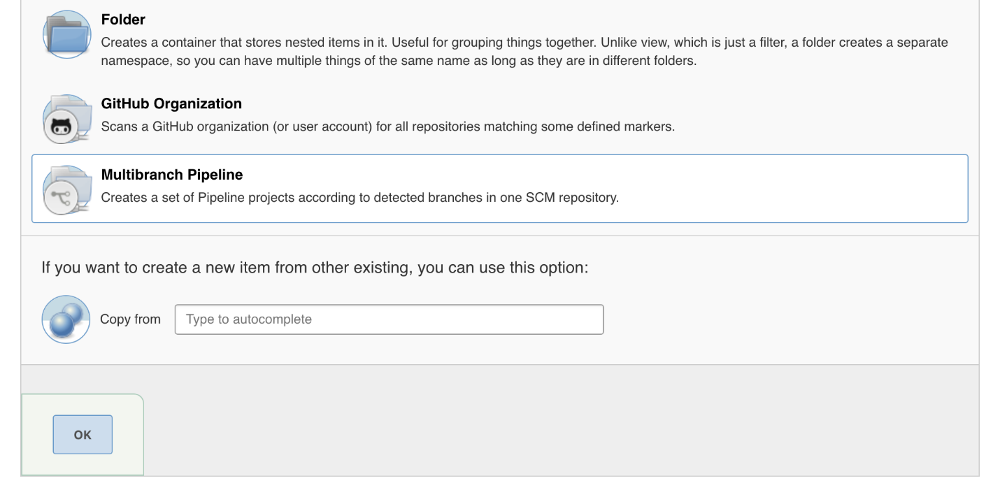 Folder
Creates a container that stores nested items in it. Useful for grouping things together. Unlike view, which is just a filter, a folder creates a separate
namespace, so you can have multiple things of the same name as long as they are in different folders.
GitHub Organization
Scans a GitHub organization (or user account) for all repositories matching some defined markers.
Multibranch Pipeline
Creates a set of Pipeline projects according to detected branches in one SCM repository.
If you want to create a new item from other existing, you can use this option:
Copy from Type to autocomplete
OK